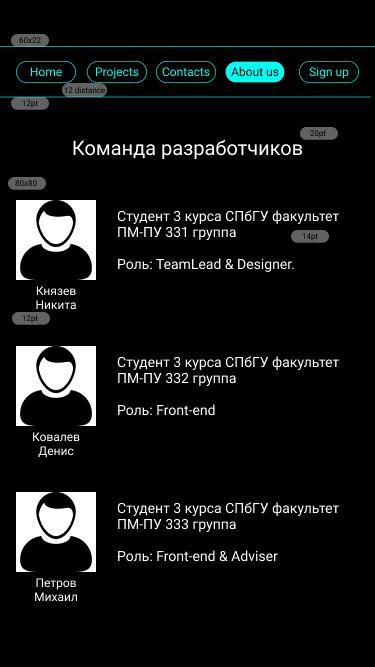 60x22
Home Projects Contacts About us Sign up
12 distance
12pt
20pt
Команда разработчиков
80x80
Студент 3 курса СПбГУ факультет
ПМ-ПУ 331 группа
14pt
Роль: TeamLead & Designer.
Князев
Никита
12pt
Студент 3 курса СПбГУ факультет
ПМ-ПУ 332 группа
Роль: Front-end
Ковалев
Денис
Студент 3 курса СПбГУ факультет
ПМ-ПУ 333 группа
Роль: Front-end & Adviser
Петров
Михаил